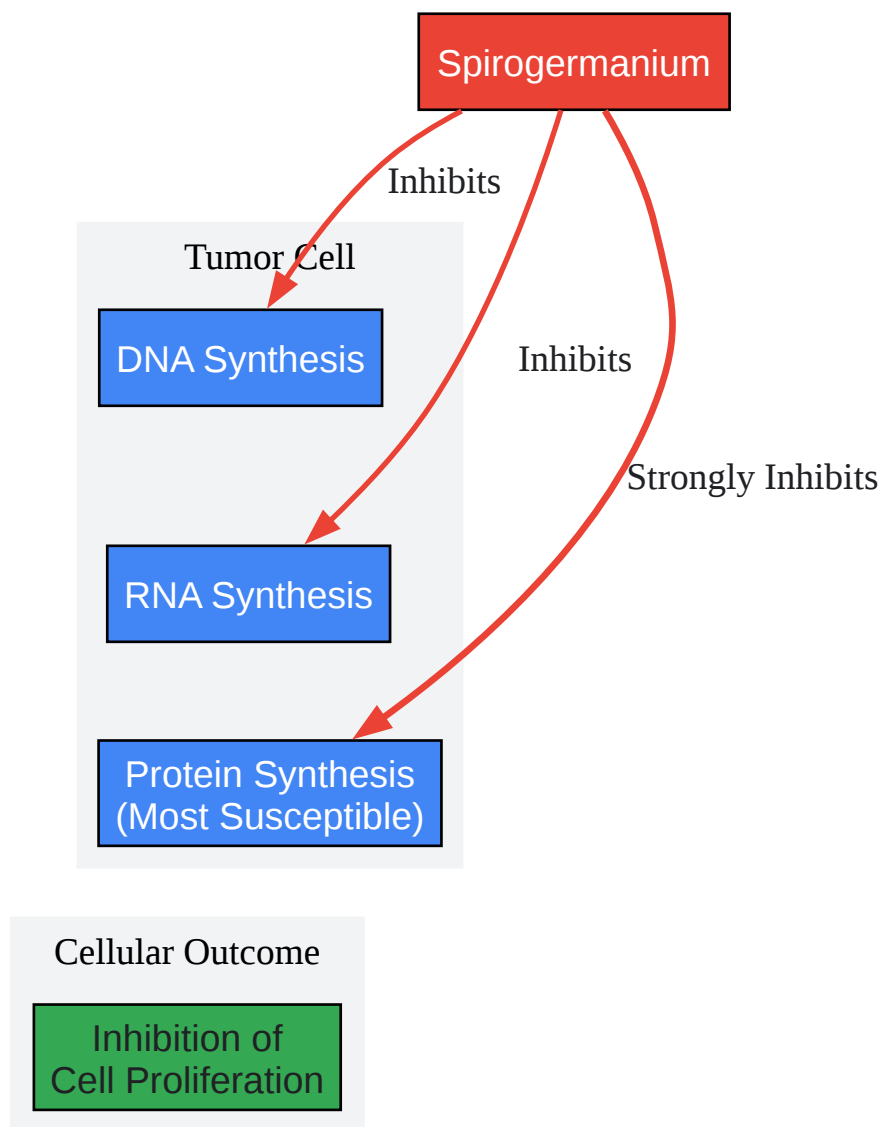 Spirogermanium
Inhibits
Tumor Cell
DNA Synthesis
Inhibits
Strongly Inhibits
RNA Synthesis
Protein Synthesis
(Most Susceptible)
Cellular Outcome
Inhibition of
Cell Proliferation